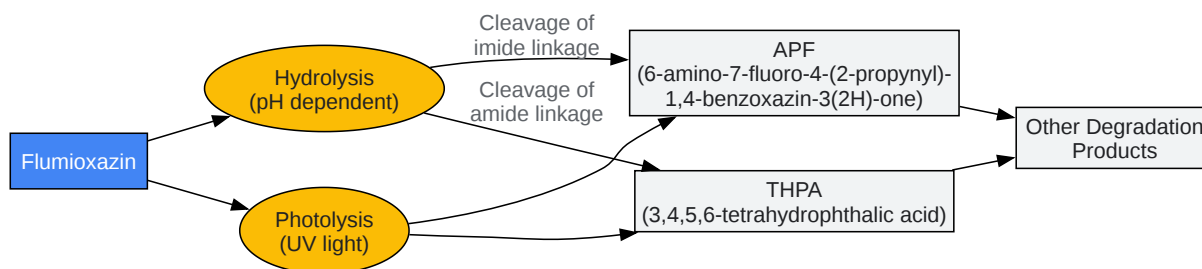 Flumioxazin
Hydrolysis
(pH dependent)
Photolysis
(UV light)
Cleavage of
imide linkage
Cleavage of
amide linkage
APF
(6-amino-7-fluoro-4-(2-propynyl)-
1,4-benzoxazin-3(2H)-one)
THPA
(3,4,5,6-tetrahydrophthalic acid)
Other Degradation
Products